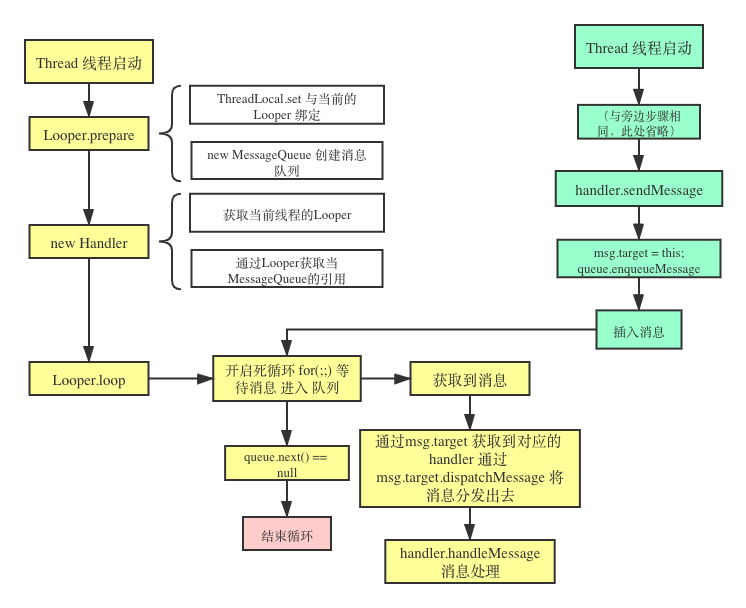 Thread 线程启动
Looper.prepare
ThreadLocal.set 与当前的
Looper 绑定
new MessageQueue 创建消息
队列
new Handler
获取当前线程的Looper
通过Looper获取当
MessageQueue的引用
Looper.loop
开启死循环 for(;;) 等
待消息 进入 队列
queue.next() ==
null
结束循环
获取到消息
通过msg.target 获取到对应的
handler 通过
msg.target.dispatchMessage 将
消息分发出去
handler.handleMessage
消息处理
Thread 线程启动
（与旁边步骤相
同，此处省略）
handler.sendMessage
msg.target = this;
queue.enqueueMessage
插入消息